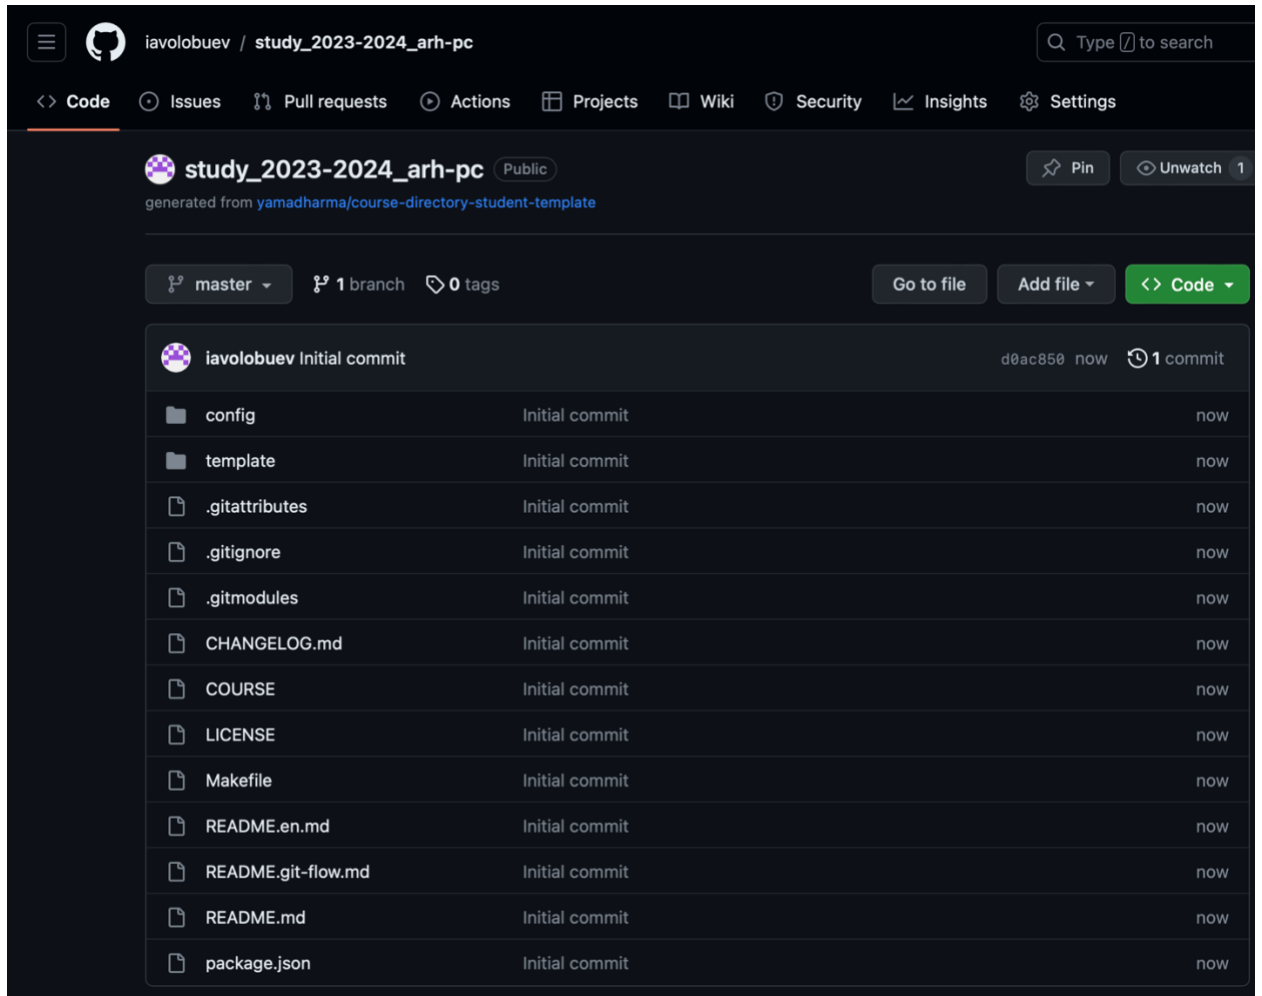 iavolobuev / study_2023-2024_arh-pc Type / to search
Code Issues Pull requests Actions Projects Wiki Security Insights Settings
study_2023-2024_arh-pc Public Pin Unwatch 1
generated from yamadharma/course-directory-student-template
master 1 branch 0 tags Go to file Add file Code
iavolobuev Initial commit d0ac850 now 1 commit
config Initial commit now
template Initial commit now
.gitattributes Initial commit now
.gitignore Initial commit now
.gitmodules Initial commit now
CHANGELOG.md Initial commit now
COURSE Initial commit now
LICENSE Initial commit now
Makefile Initial commit now
README.en.md Initial commit now
README.git-flow.md Initial commit now
README.md Initial commit now
package.json Initial commit now